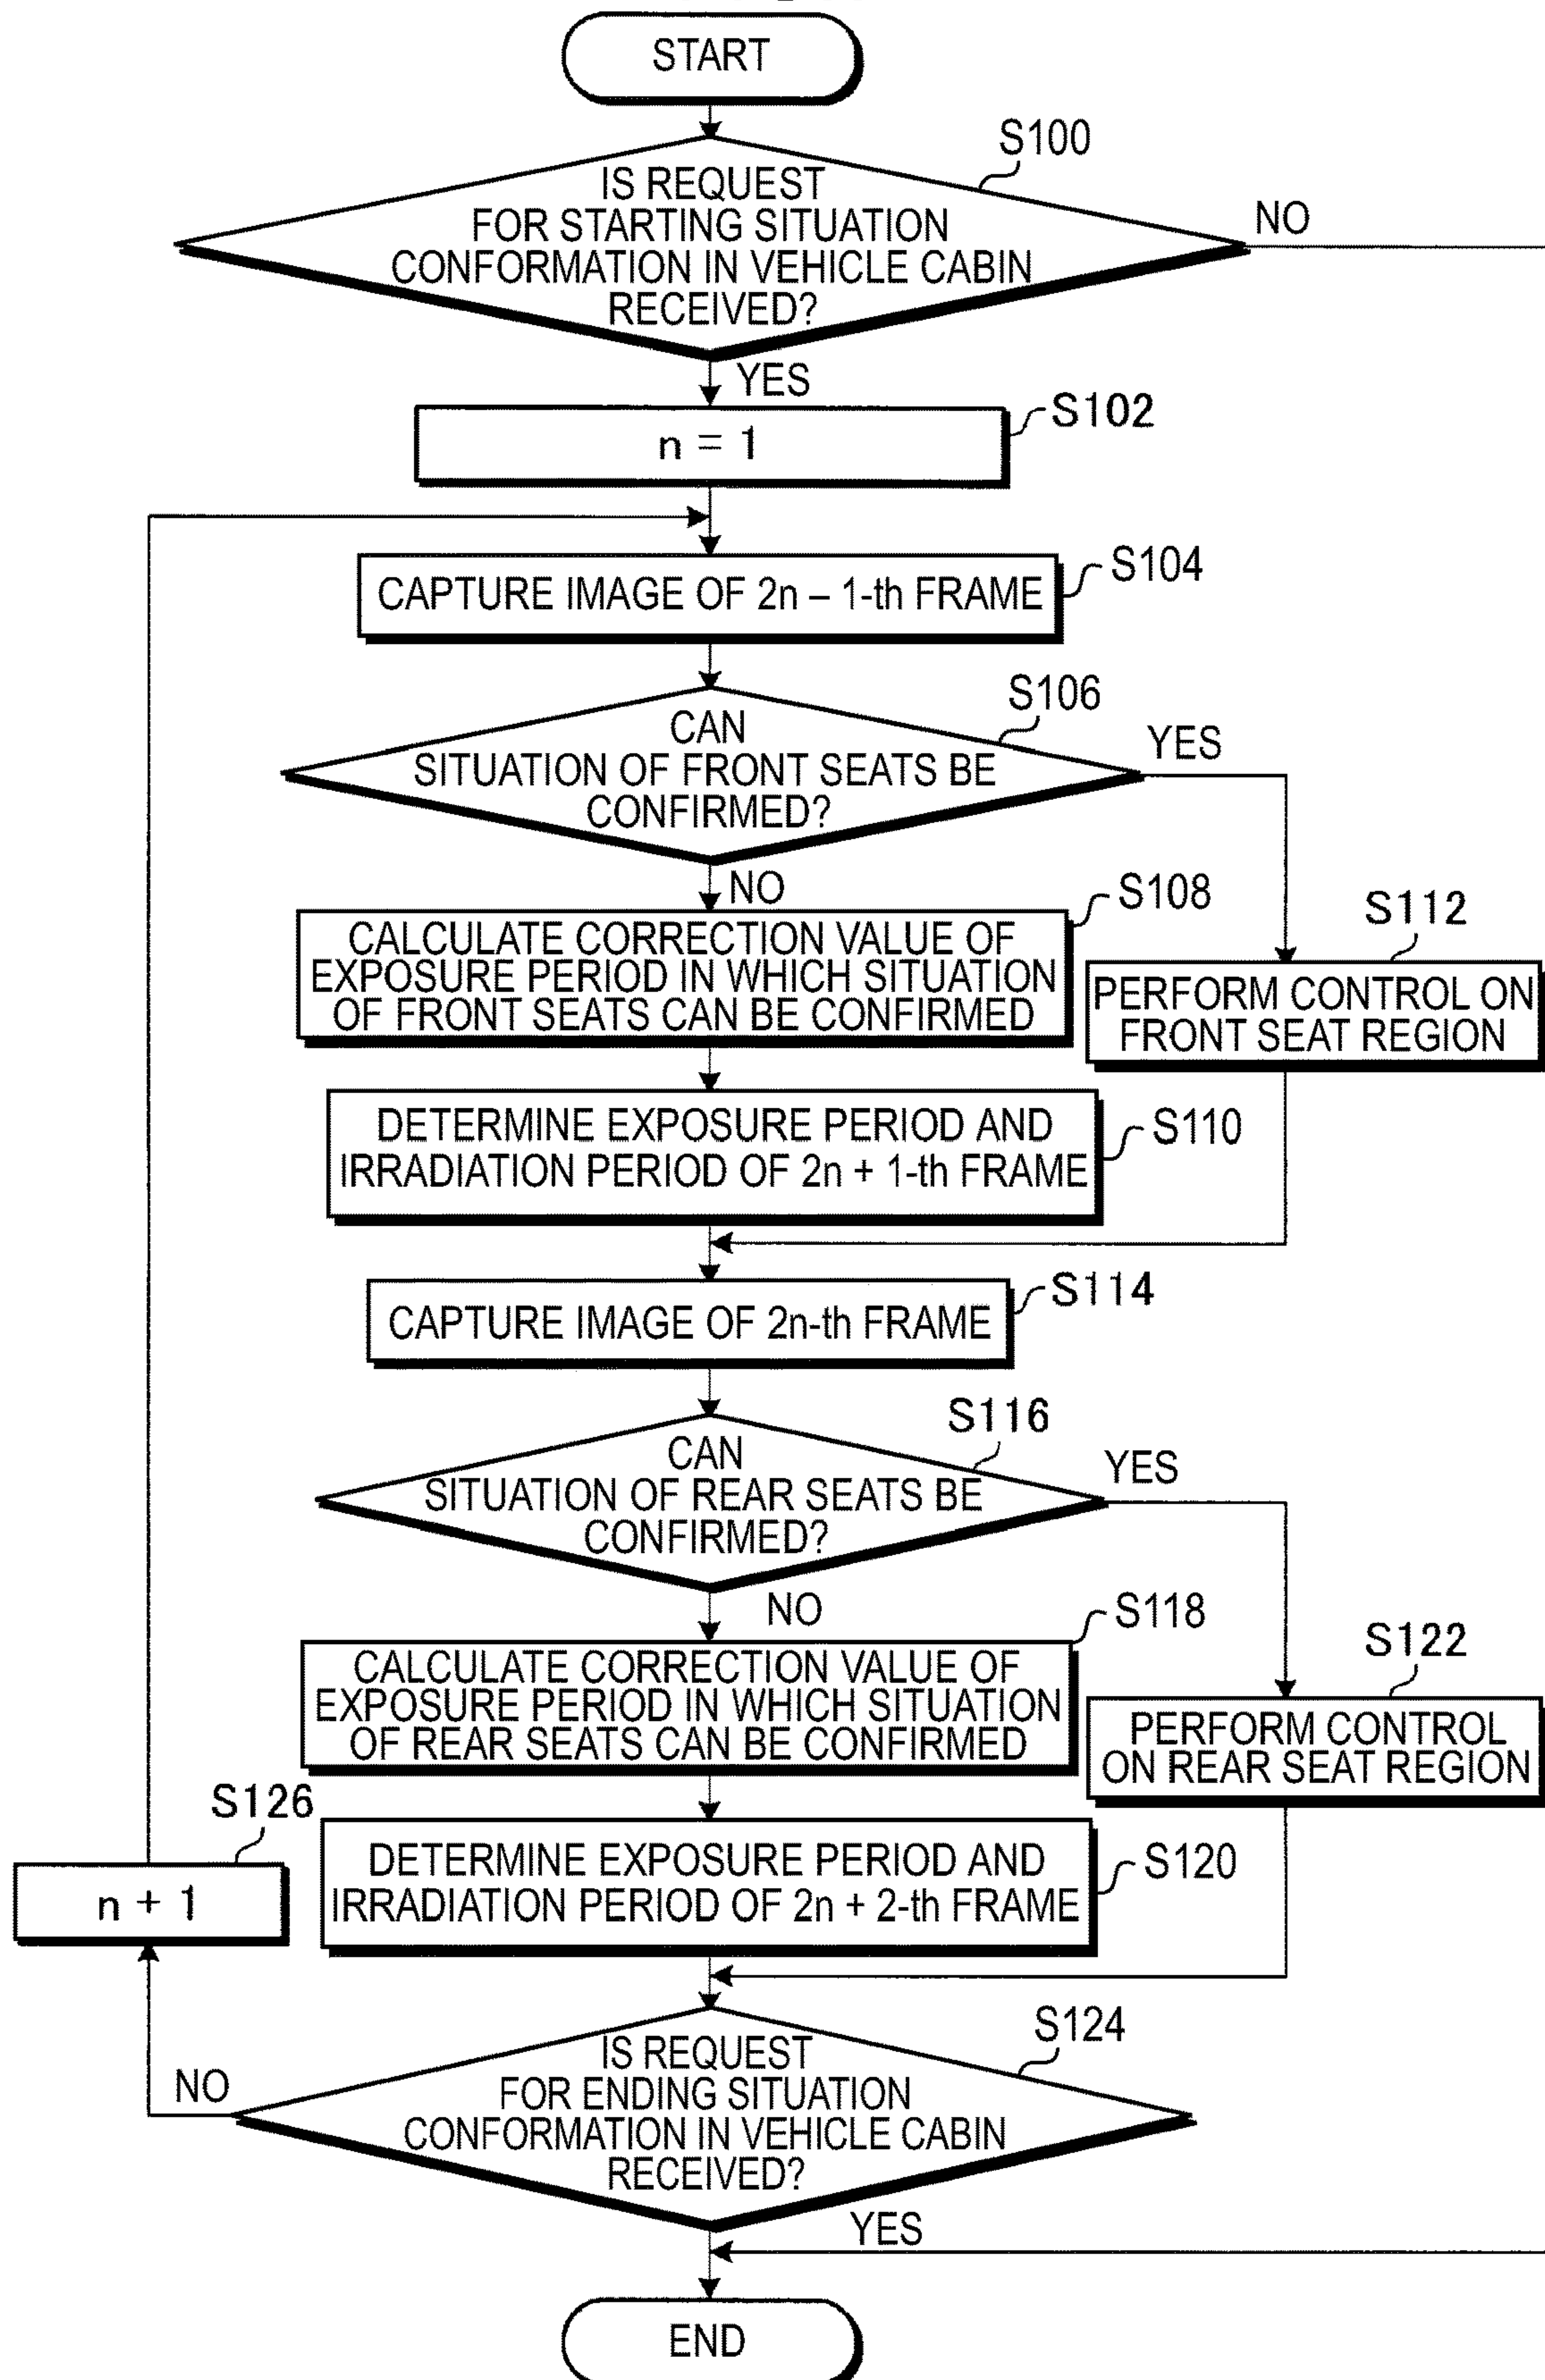 START
S100
IS REQUEST
FOR STARTING SITUATION
CONFORMATION IN VEHICLE CABIN
RECEIVED?
NO
YES
S102
n = 1
S104
CAPTURE IMAGE OF 2n – 1-th FRAME
S106
CAN
SITUATION OF FRONT SEATS BE
CONFIRMED?
YES
NO
S108
CALCULATE CORRECTION VALUE OF
EXPOSURE PERIOD IN WHICH SITUATION
OF FRONT SEATS CAN BE CONFIRMED
S112
PERFORM CONTROL ON
FRONT SEAT REGION
S110
DETERMINE EXPOSURE PERIOD AND
IRRADIATION PERIOD OF 2n + 1-th FRAME
S114
CAPTURE IMAGE OF 2n-th FRAME
S116
CAN
SITUATION OF REAR SEATS BE
CONFIRMED?
YES
NO
S118
CALCULATE CORRECTION VALUE OF
EXPOSURE PERIOD IN WHICH SITUATION
OF REAR SEATS CAN BE CONFIRMED
S122
PERFORM CONTROL
ON REAR SEAT REGION
S120
DETERMINE EXPOSURE PERIOD AND
IRRADIATION PERIOD OF 2n + 2-th FRAME
S126
n + 1
S124
IS REQUEST
FOR ENDING SITUATION
CONFORMATION IN VEHICLE CABIN
RECEIVED?
NO
YES
END